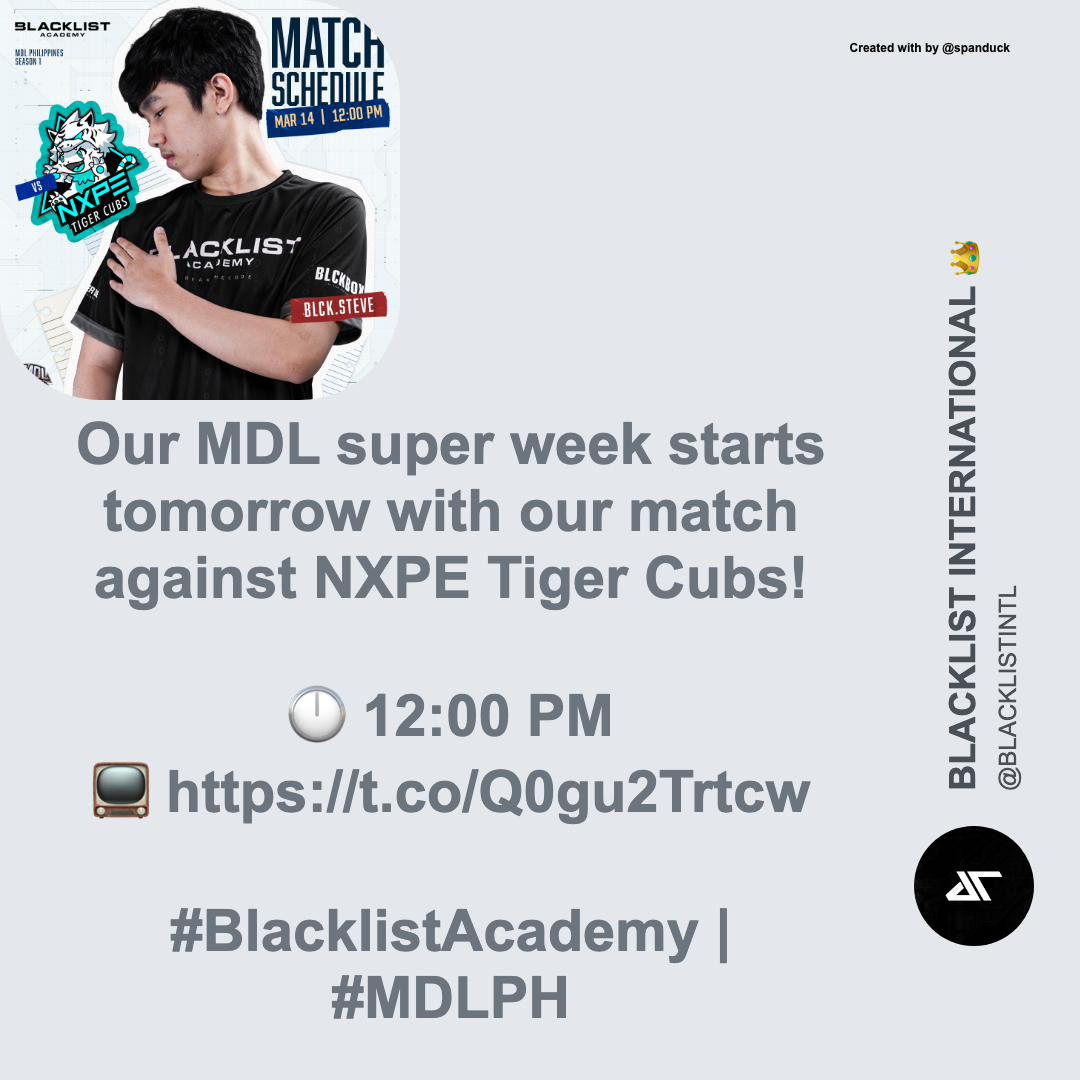 BLACKLIST
ACADEMY
MDL PHILIPPINES
SEASON 1
MATCH
SCHEDULE
MAR 14 | 12:00 PM
VS
NXPE
TIGER CUBS
BLACKLIST
ACADEMY
BLCKBOX
BLCK.STEVE
Created with by @spanduck
Our MDL super week starts
tomorrow with our match
against NXPE Tiger Cubs!
🕛 12:00 PM
📺 https://t.co/Q0gu2Trtcw
#BlacklistAcademy |
#MDLPH
BLACKLIST INTERNATIONAL 👑
@BLACKLISTINTL